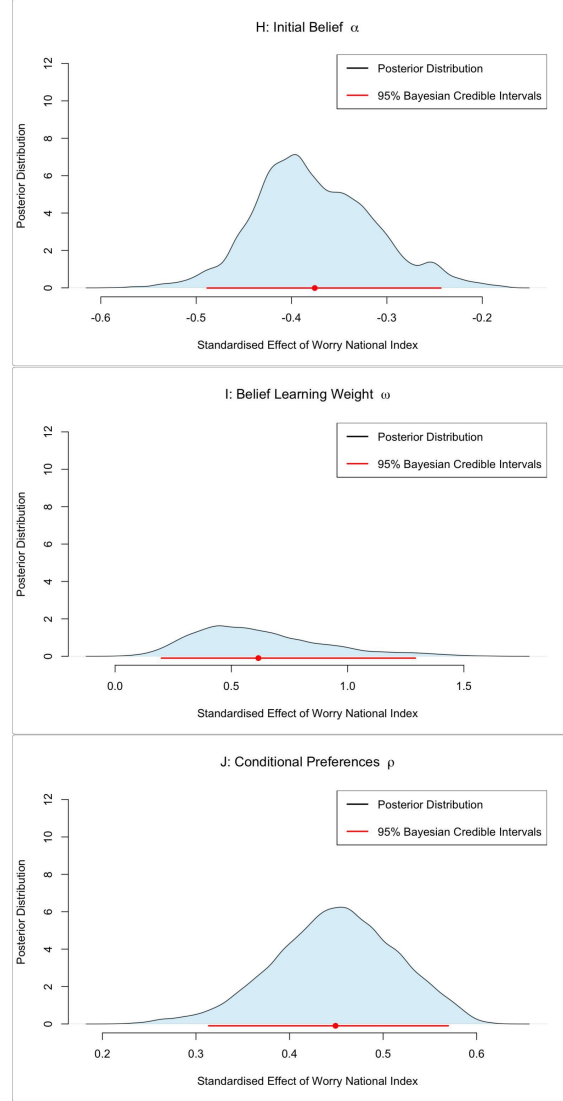 H: Initial Belief α
Posterior Distribution
95% Bayesian Credible Intervals
12
10
8
6
4
2
0
Posterior Distribution
-0.6 -0.5 -0.4 -0.3 -0.2
Standardised Effect of Worry National Index
I: Belief Learning Weight ω
Posterior Distribution
95% Bayesian Credible Intervals
12
10
8
6
4
2
0
Posterior Distribution
0.0 0.5 1.0 1.5
Standardised Effect of Worry National Index
J: Conditional Preferences ρ
Posterior Distribution
95% Bayesian Credible Intervals
12
10
8
6
4
2
0
Posterior Distribution
0.2 0.3 0.4 0.5 0.6
Standardised Effect of Worry National Index